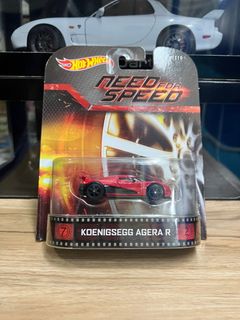 Hot Wheels
NEED FOR
SPEED
KOENIGSEGG AGERA R